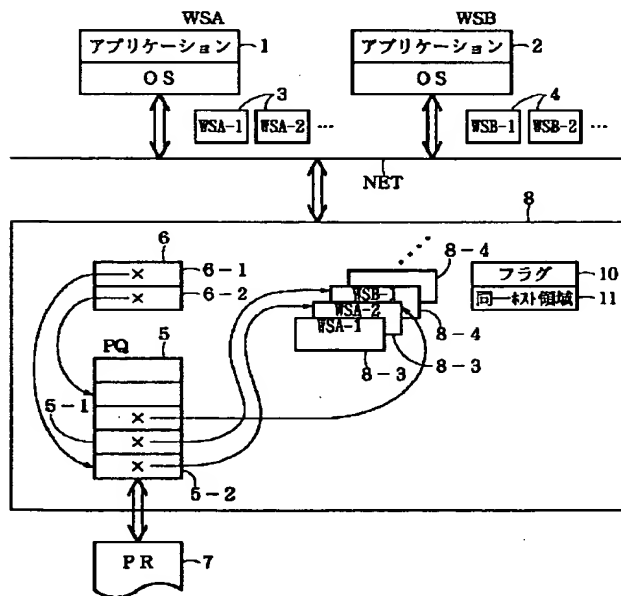 WSA
WSB
アプリケーション
1
アプリケーション
2
OS
OS
3
4
WSA-1
WSA-2
...
WSB-1
WSB-2
...
NET
8
6
6-1
6-2
8-4
フラグ
10
同一ホスト領域
11
WSB-1
WSA-2
WSA-1
8-4
8-3
8-3
PQ
5
5-1
×
×
×
×
×
5-2
PR
7